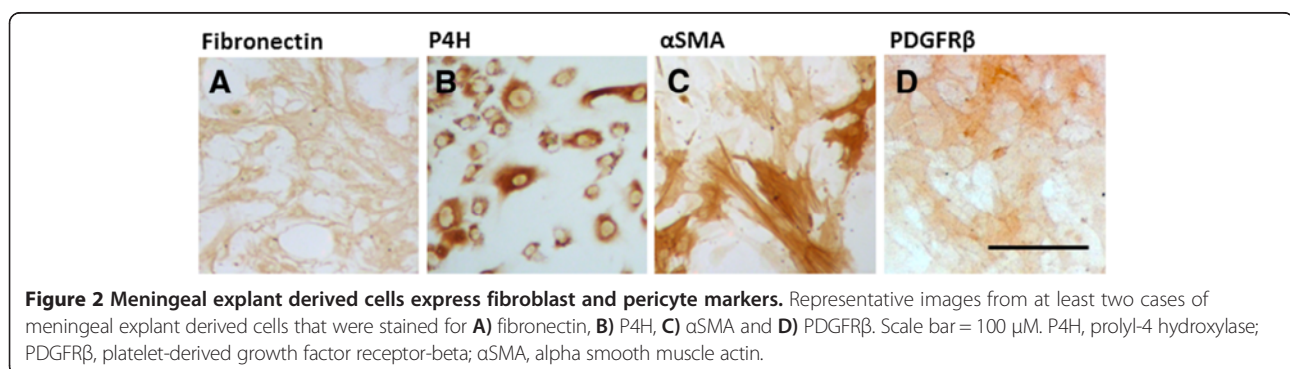 Fibronectin P4H αSMA PDGFRβ
A B C D
Figure 2 Meningeal explant derived cells express fibroblast and pericyte markers. Representative images from at least two cases of
meningeal explant derived cells that were stained for A) fibronectin, B) P4H, C) αSMA and D) PDGFRβ. Scale bar = 100 μM. P4H, prolyl-4 hydroxylase;
PDGFRβ, platelet-derived growth factor receptor-beta; αSMA, alpha smooth muscle actin.